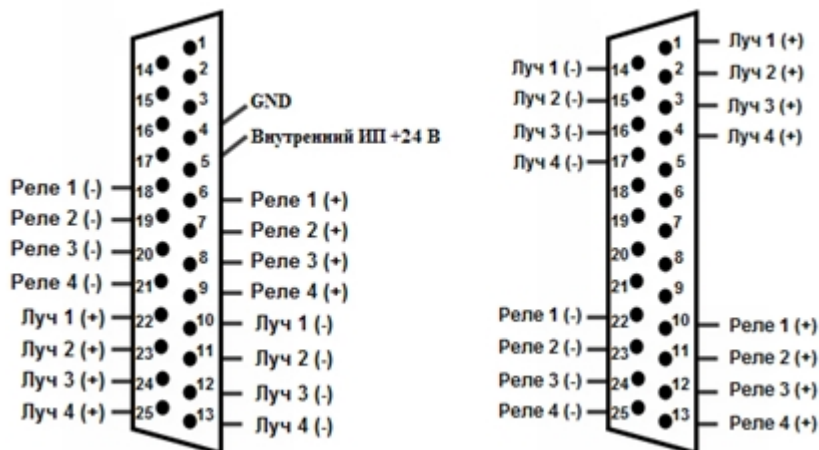 1
14
2
15
3
GND
16
4
Внутренний ИП +24 В
17
5
Реле 1 (-)
18
6
Реле 1 (+)
Реле 2 (-)
19
7
Реле 2 (+)
Реле 3 (-)
20
8
Реле 3 (+)
Реле 4 (-)
21
9
Реле 4 (+)
Луч 1 (+)
22
10
Луч 1 (-)
Луч 2 (+)
23
11
Луч 2 (-)
Луч 3 (+)
24
12
Луч 3 (-)
Луч 4 (+)
25
13
Луч 4 (-)
1
Луч 1 (+)
Луч 1 (-)
14
2
Луч 2 (+)
Луч 2 (-)
15
3
Луч 3 (+)
Луч 3 (-)
16
4
Луч 4 (+)
Луч 4 (-)
17
5
18
6
19
7
20
8
21
9
Реле 1 (-)
22
10
Реле 1 (+)
Реле 2 (-)
23
11
Реле 2 (+)
Реле 3 (-)
24
12
Реле 3 (+)
Реле 4 (-)
25
13
Реле 4 (+)